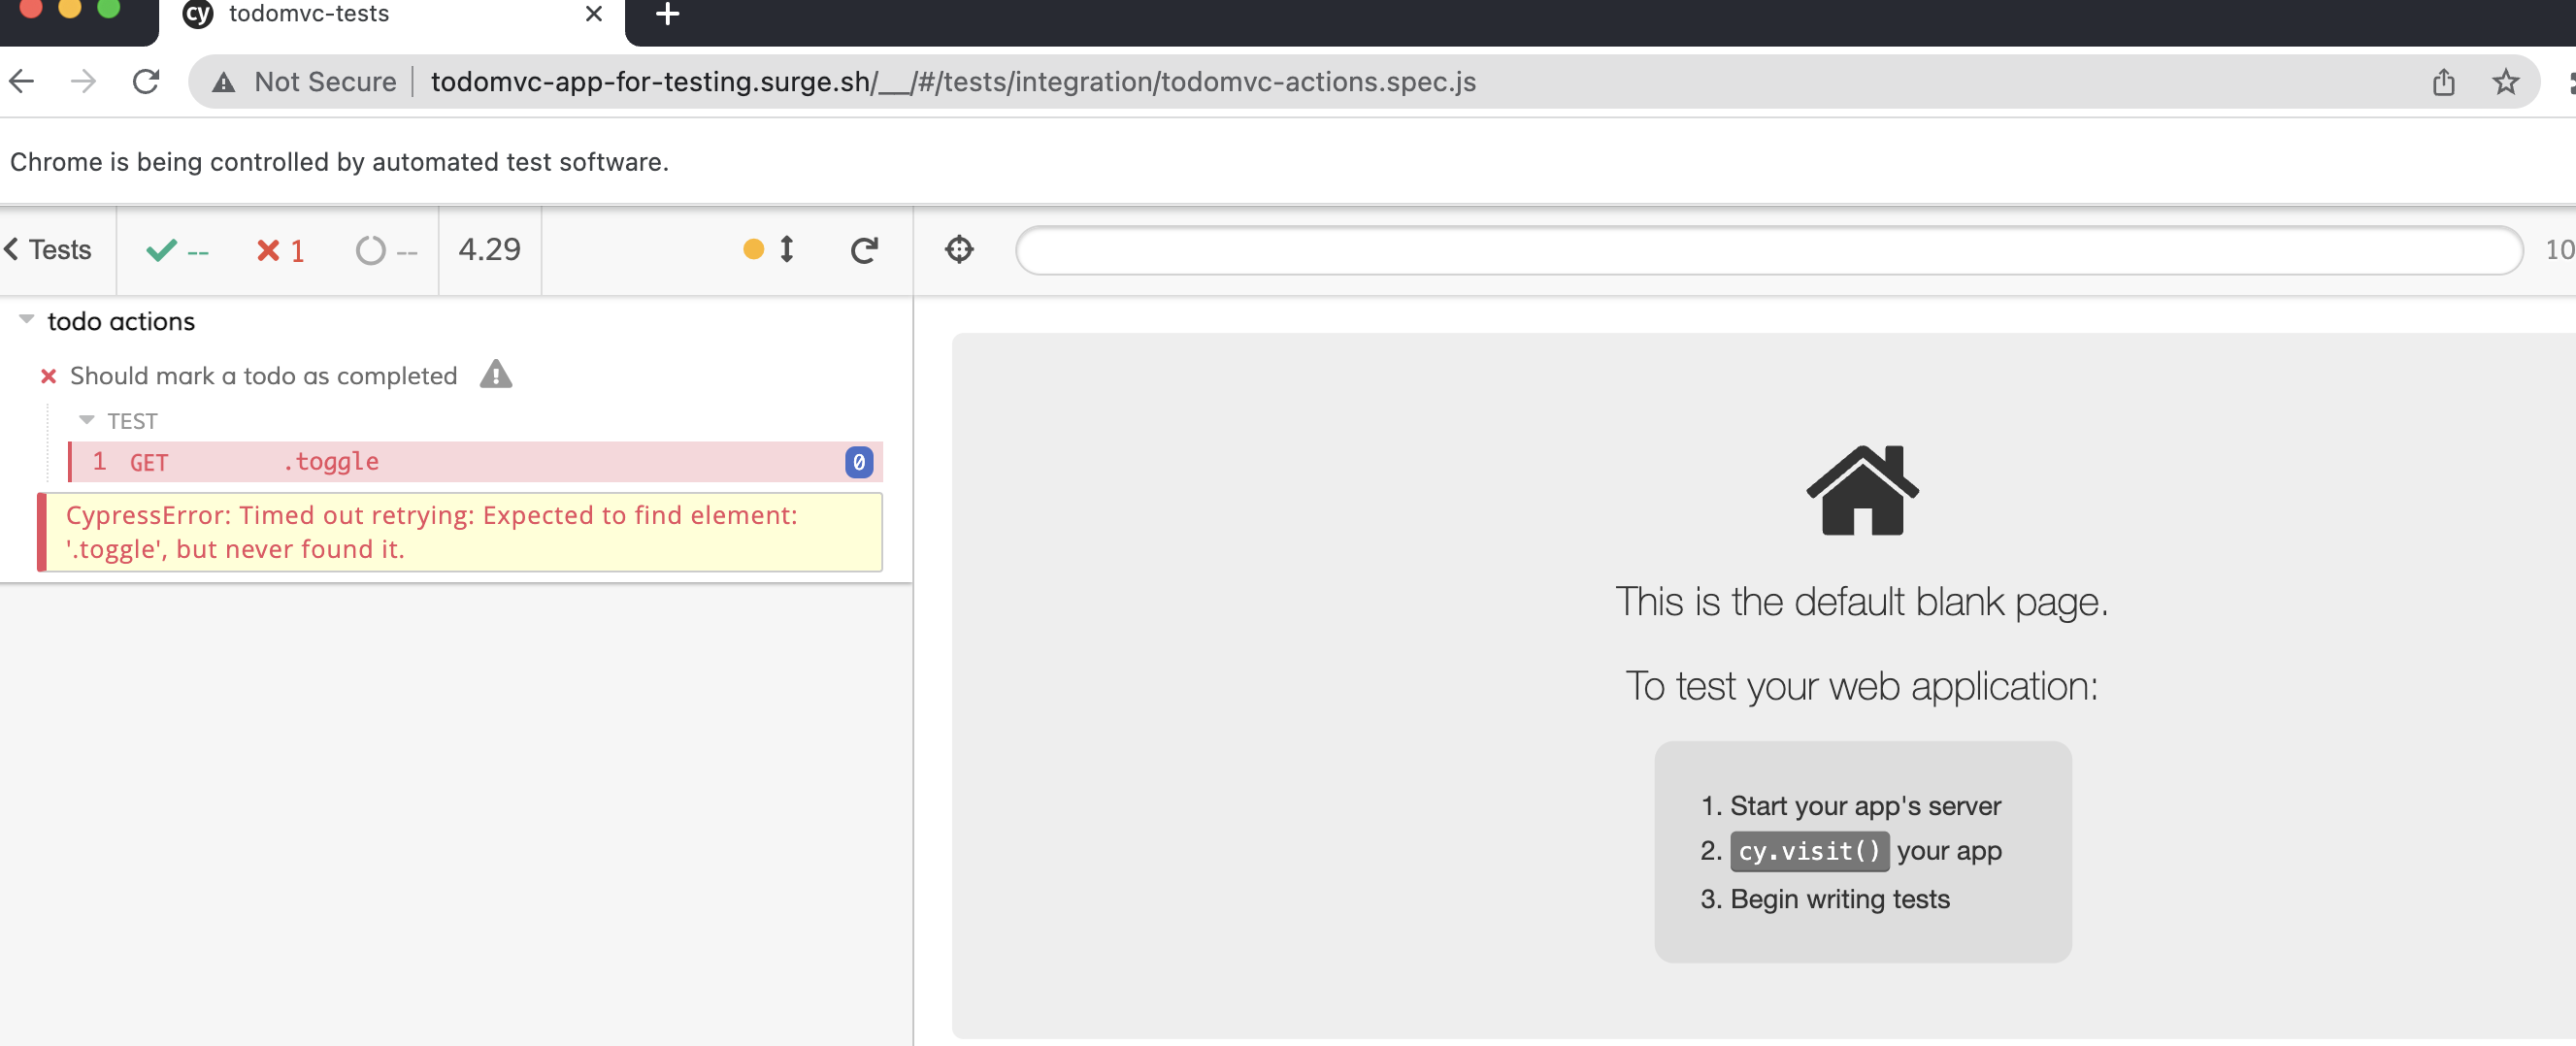 cy todomvc-tests
Not Secure todomvc-app-for-testing.surge.sh/__/#/tests/integration/todomvc-actions.spec.js
Chrome is being controlled by automated test software.
Tests -- 1 -- 4.29
todo actions
Should mark a todo as completed
TEST
1 GET .toggle 0
CypressError: Timed out retrying: Expected to find element:
'.toggle', but never found it.
This is the default blank page.
To test your web application:
1. Start your app's server
2. cy.visit() your app
3. Begin writing tests